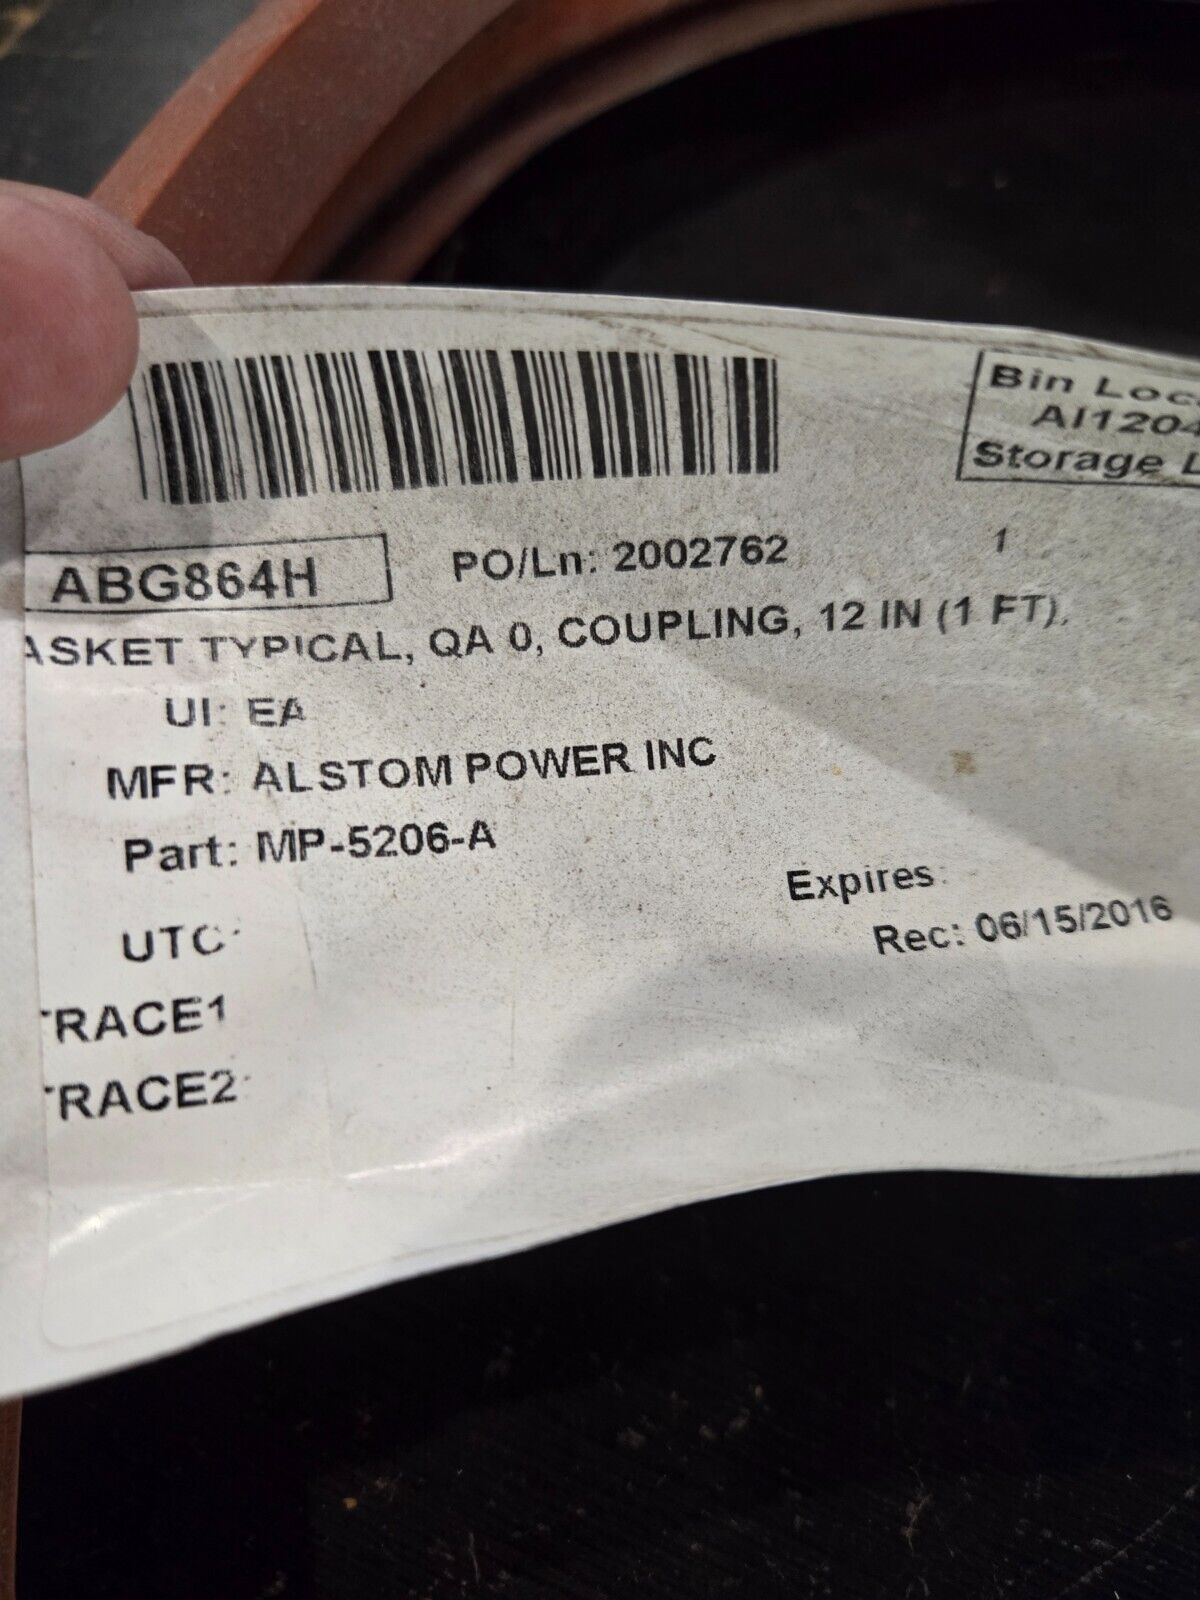 Bin Loc
AI1204
Storage L
ABG864H
PO/Ln: 2002762 1
ASKET TYPICAL, QA 0, COUPLING, 12 IN (1 FT),
UI: EA
MFR: ALSTOM POWER INC
Part: MP-5206-A
Expires:
UTC:
Rec: 06/15/2016
TRACE1
TRACE2: